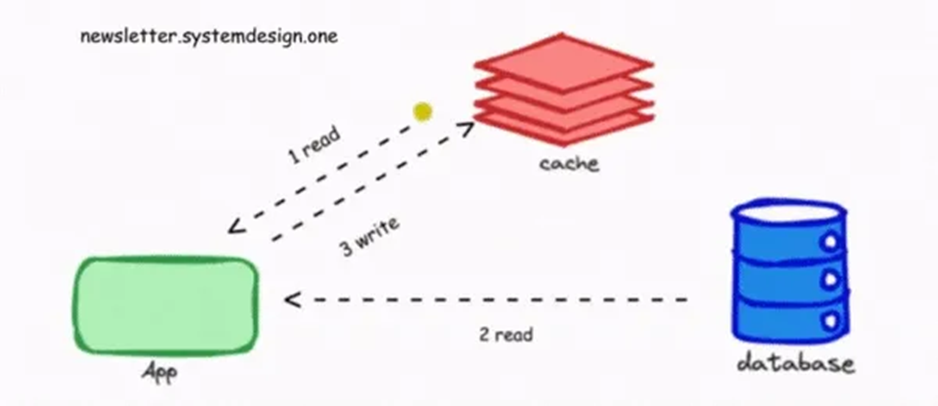 newsletter.systemdesign.one
1 read
cache
3 write
2 read
App
database